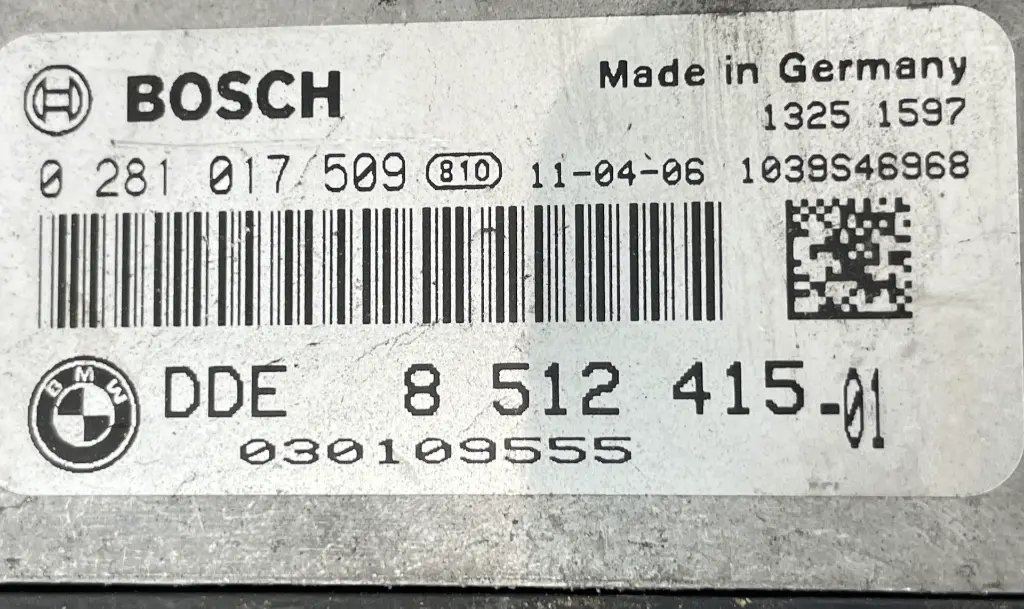 BOSCH
Made in Germany
1325 1597
0 281 017 509 810 11-04-06 1039S46968
BMW DDE 8 512 415-01
030109555